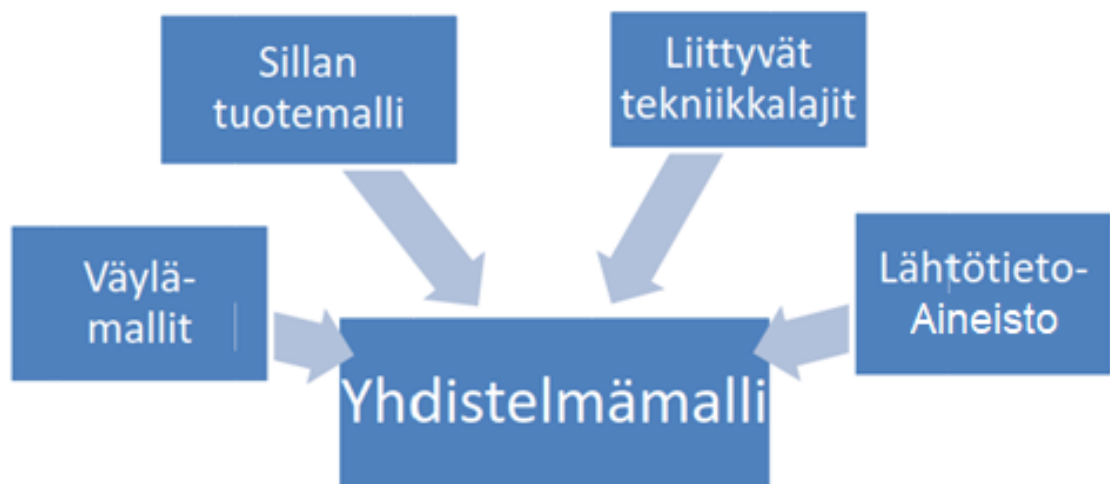 Sillan
tuotemalli
Liittyvät
tekniikkalajit
Väylä-
mallit
Lähtötieto-
Aineisto
Yhdistelmämalli